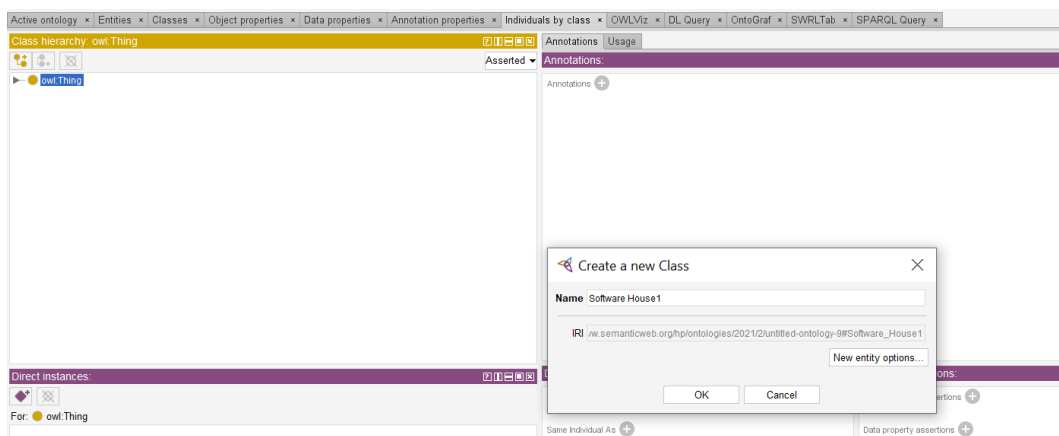 Active ontology × Entities × Classes × Object properties × Data properties × Annotation properties × Individuals by class × OWLViz × DL Query × OntoGraf × SWRLTab × SPARQL Query ×
Class hierarchy: owl:Thing
Asserted
owl:Thing
Annotations Usage
Annotations:
Annotations
Create a new Class
Name Software House1
IRI /w.semanticweb.org/hp/ontologies/2021/2/untitled-ontology-9#Software_House1
New entity options...
OK Cancel
Direct instances:
For: owl:Thing
ons:
ertions
Same Individual As
Data property assertions